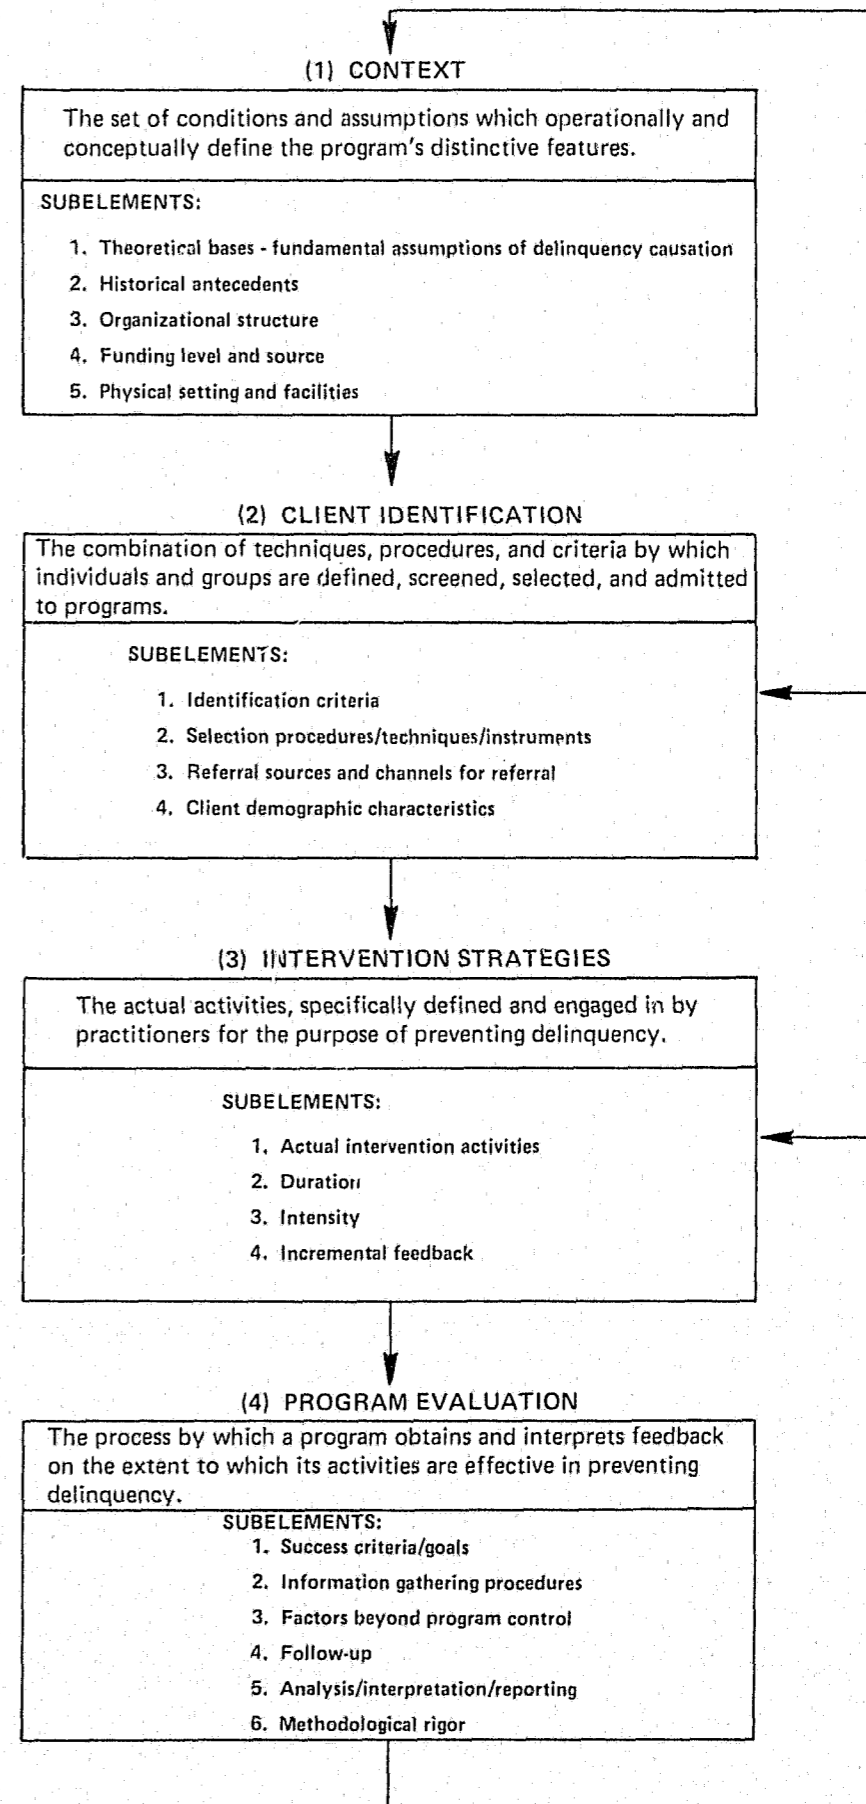 (1) CONTEXT
The set of conditions and assumptions which operationally and
conceptually define the program's distinctive features.
SUBELEMENTS:
1. Theoretical bases - fundamental assumptions of delinquency causation
2. Historical antecedents
3. Organizational structure
4. Funding level and source
5. Physical setting and facilities
(2) CLIENT IDENTIFICATION
The combination of techniques, procedures, and criteria by which
individuals and groups are defined, screened, selected, and admitted
to programs.
SUBELEMENTS:
1. Identification criteria
2. Selection procedures/techniques/instruments
3. Referral sources and channels for referral
4. Client demographic characteristics
(3) INTERVENTION STRATEGIES
The actual activities, specifically defined and engaged in by
practitioners for the purpose of preventing delinquency.
SUBELEMENTS:
1. Actual intervention activities
2. Duration
3. Intensity
4. Incremental feedback
(4) PROGRAM EVALUATION
The process by which a program obtains and interprets feedback
on the extent to which its activities are effective in preventing
delinquency.
SUBELEMENTS:
1. Success criteria/goals
2. Information gathering procedures
3. Factors beyond program control
4. Follow-up
5. Analysis/interpretation/reporting
6. Methodological rigor